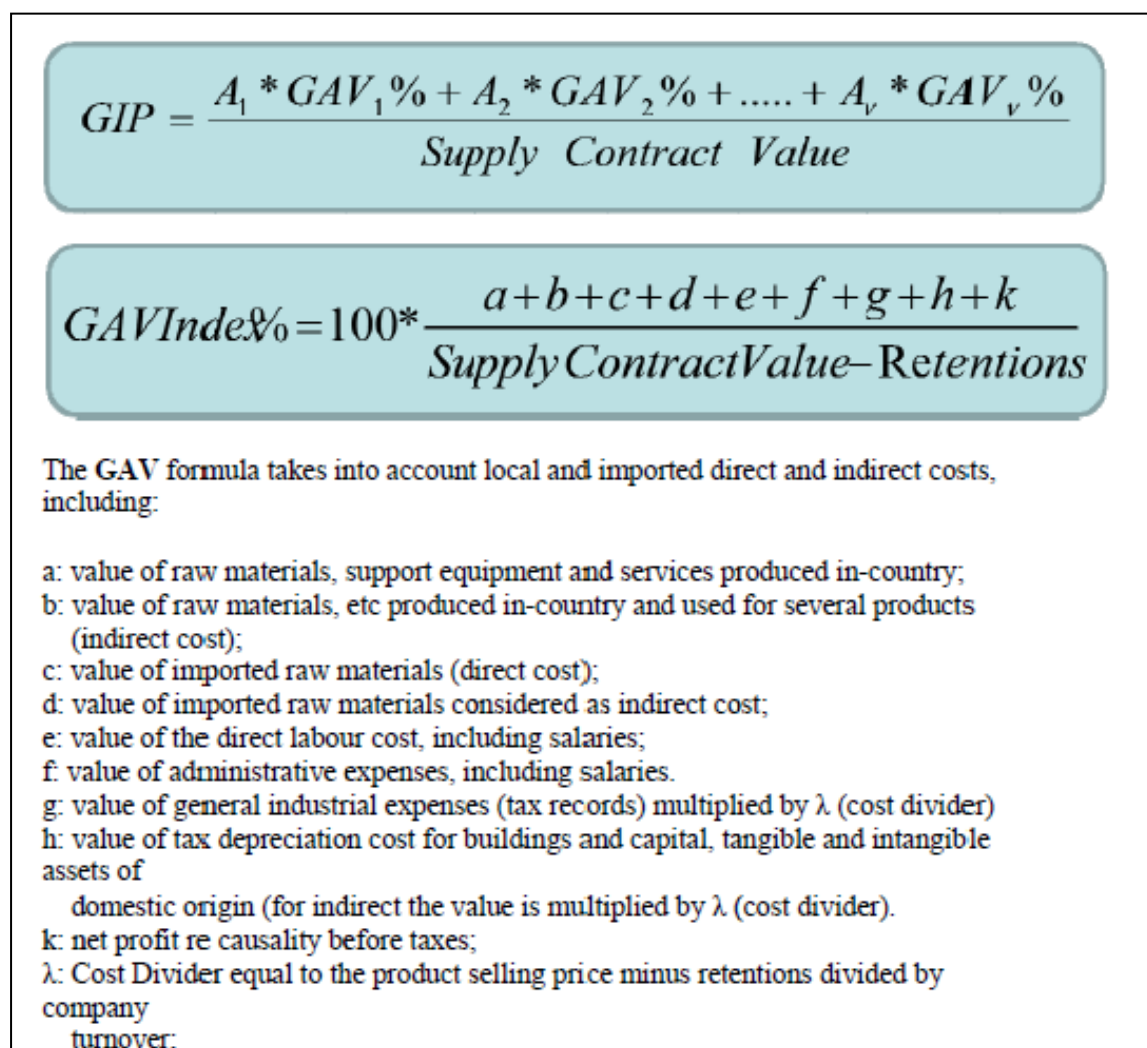 GIP = A₁ * GAV₁% + A₂ * GAV₂% + ..... + Aᵥ * GAVᵥ%
Supply Contract Value
GAVIndex% = 100* a+b+c+d+e+f+g+h+k
Supply ContractValue–Retentions
The GAV formula takes into account local and imported direct and indirect costs,
including:
a: value of raw materials, support equipment and services produced in-country;
b: value of raw materials, etc produced in-country and used for several products
(indirect cost);
c: value of imported raw materials (direct cost);
d: value of imported raw materials considered as indirect cost;
e: value of the direct labour cost, including salaries;
f: value of administrative expenses, including salaries.
g: value of general industrial expenses (tax records) multiplied by λ (cost divider)
h: value of tax depreciation cost for buildings and capital, tangible and intangible
assets of
domestic origin (for indirect the value is multiplied by λ (cost divider).
k: net profit re causality before taxes;
λ: Cost Divider equal to the product selling price minus retentions divided by
company
turnover;